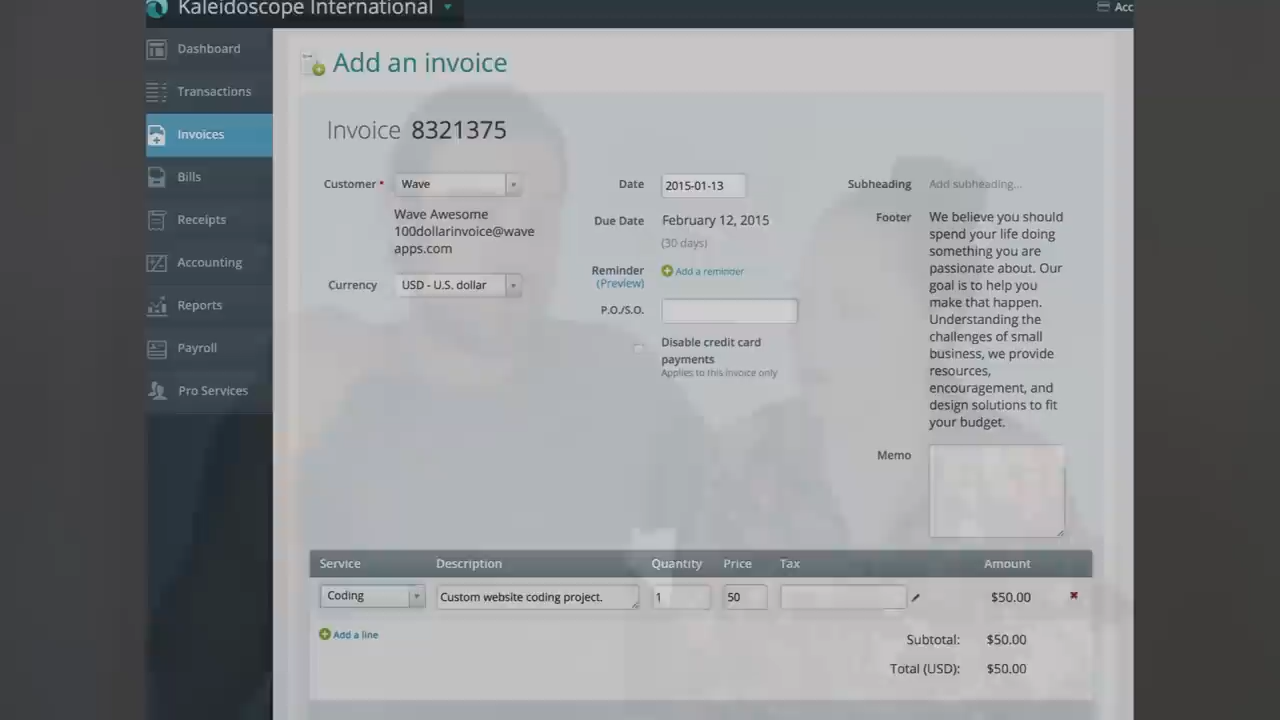 Kaleidoscope International
Acc
Dashboard
Transactions
Invoices
Bills
Receipts
Accounting
Reports
Payroll
Pro Services
Add an invoice
Invoice 8321375
Customer * Wave
Wave Awesome
100dollarinvoice@wave
apps.com
Currency USD - U.S. dollar
Date 2015-01-13
Due Date February 12, 2015
(30 days)
Reminder Add a reminder
(Preview)
P.O./S.O.
Disable credit card
payments
Applies to this invoice only
Subheading Add subheading...
Footer We believe you should
spend your life doing
something you are
passionate about. Our
goal is to help you
make that happen.
Understanding the
challenges of small
business, we provide
resources,
encouragement, and
design solutions to fit
your budget.
Memo
Service Description Quantity Price Tax Amount
Coding Custom website coding project. 1 50 $50.00
Add a line
Subtotal: $50.00
Total (USD): $50.00